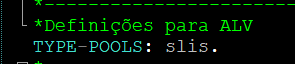 *----------------------
*Definições para ALV
TYPE-POOLS: slis.
*